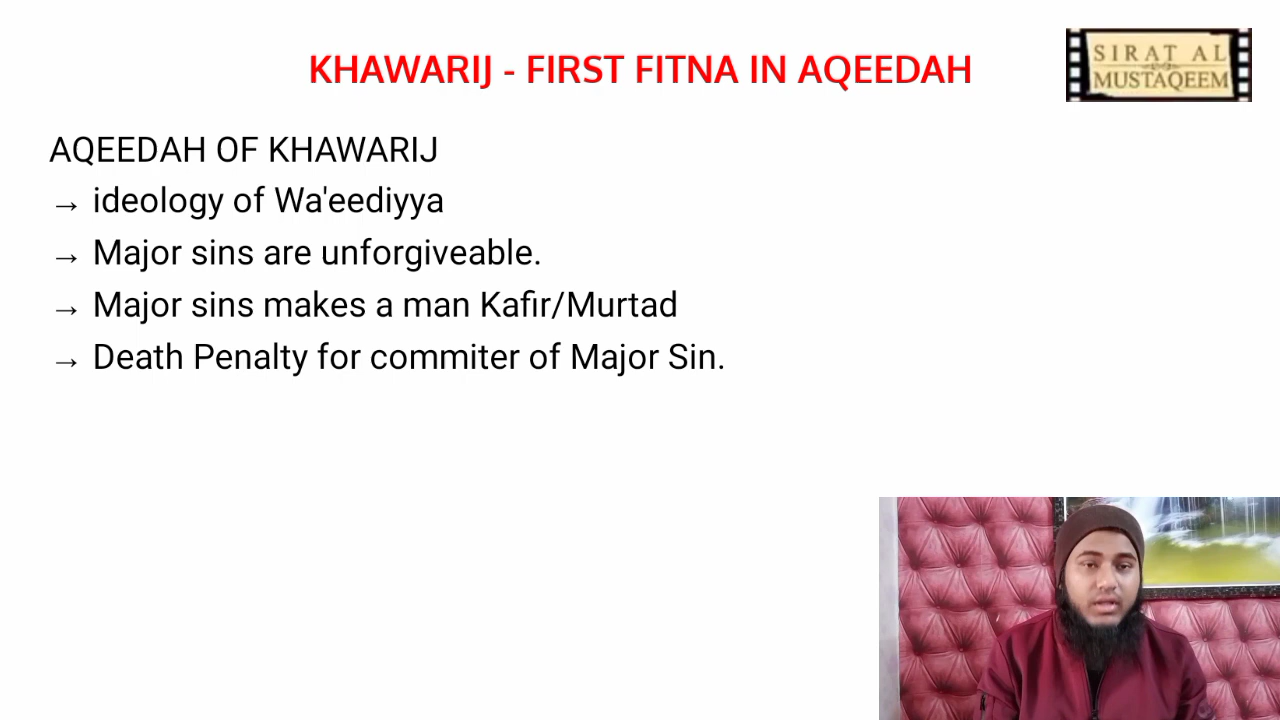 KHAWARIJ - FIRST FITNA IN AQEEDAH
SIRAT AL
MUSTAQEEM
AQEEDAH OF KHAWARIJ
→ ideology of Wa'eediyya
→ Major sins are unforgiveable.
→ Major sins makes a man Kafir/Murtad
→ Death Penalty for commiter of Major Sin.